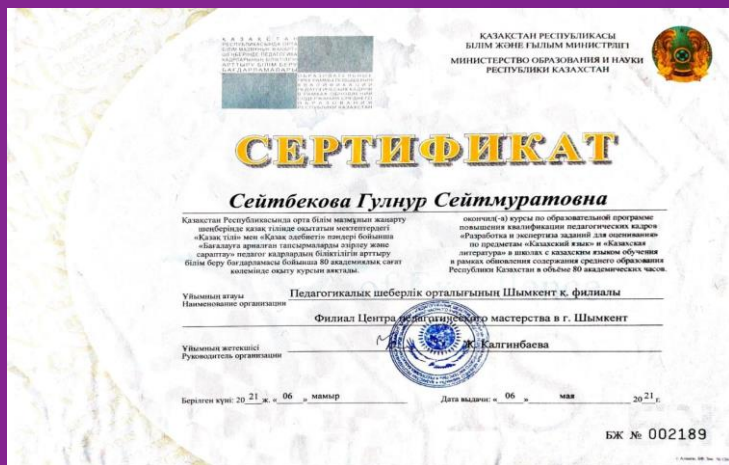 ҚАЗАҚСТАН РЕСПУБЛИКАСЫ
БІЛІМ ЖӘНЕ ҒЫЛЫМ МИНИСТРЛІГІ
МИНИСТЕРСТВО ОБРАЗОВАНИЯ И НАУКИ
РЕСПУБЛИКИ КАЗАХСТАН
СЕРТИФИКАТ
Сейтбекова Гулнур Сейтмуратовна
Қазақстан Республикасында орта білім мазмұнын жаңарту
шеңберінде қазақ тілінде оқытатын мектептердегі
«Қазақ тілі» мен «Қазақ әдебиеті» пәндері бойынша
«Бағалауға арналған тапсырмаларды әзірлеу және
сараптау» педагог кадрлардың біліктілігін арттыру
білім беру бағдарламасы бойынша 80 академиялық сағат
көлемінде оқыту курсын аяқтады.
окончил(-а) курсы по образовательной программе
повышения квалификации педагогических кадров
«Разработка и экспертиза заданий для оценивания»
по предметам «Казахский язык» и «Казахская
литература» в школах с казахским языком обучения
в рамках обновления содержания среднего образования
Республики Казахстан в объёме 80 академических часов.
Ұйымның атауы
Наименование организации
Педагогикалық шеберлік орталығының Шымкент қ. филиалы
Филиал Центра педагогического мастерства в г. Шымкент
Ұйымның жетекшісі
Руководитель организации
Ж. Калгинбаева
Берілген күні: 20 21 ж. « 06 » мамыр
Дата выдачи: « 06 » мая 20 21 г.
БЖ № 002189